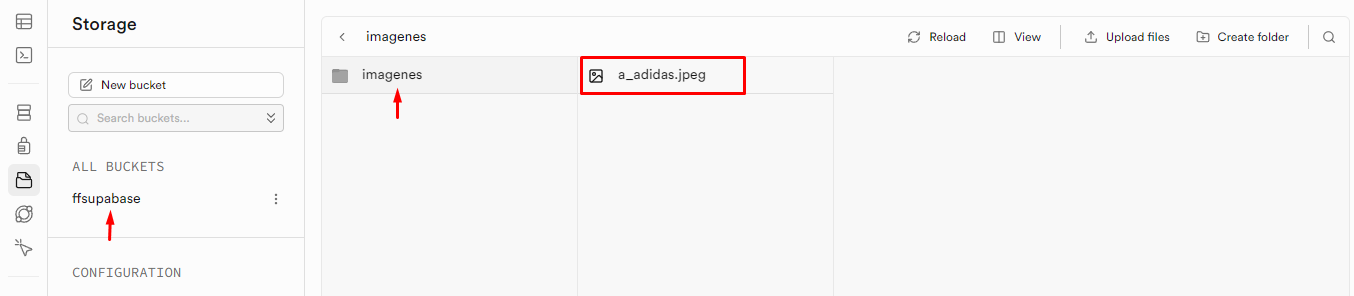 Storage
New bucket
Search buckets...
ALL BUCKETS
ffsupabase
CONFIGURATION
imagenes
Reload
View
Upload files
Create folder
imagenes
a_adidas.jpeg